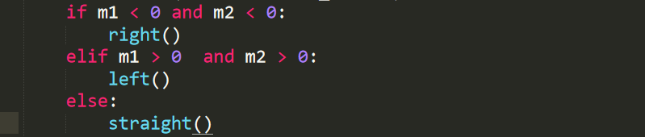 if m1 < 0 and m2 < 0:
    right()
elif m1 > 0  and m2 > 0:
    left()
else:
    straight()